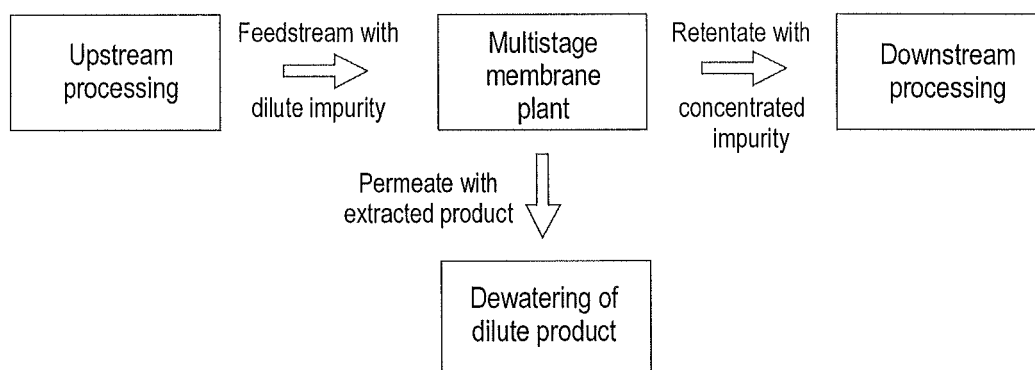 Upstream
processing
Feedstream with
dilute impurity
Multistage
membrane
plant
Retentate with
concentrated
impurity
Downstream
processing
Permeate with
extracted product
Dewatering of
dilute product